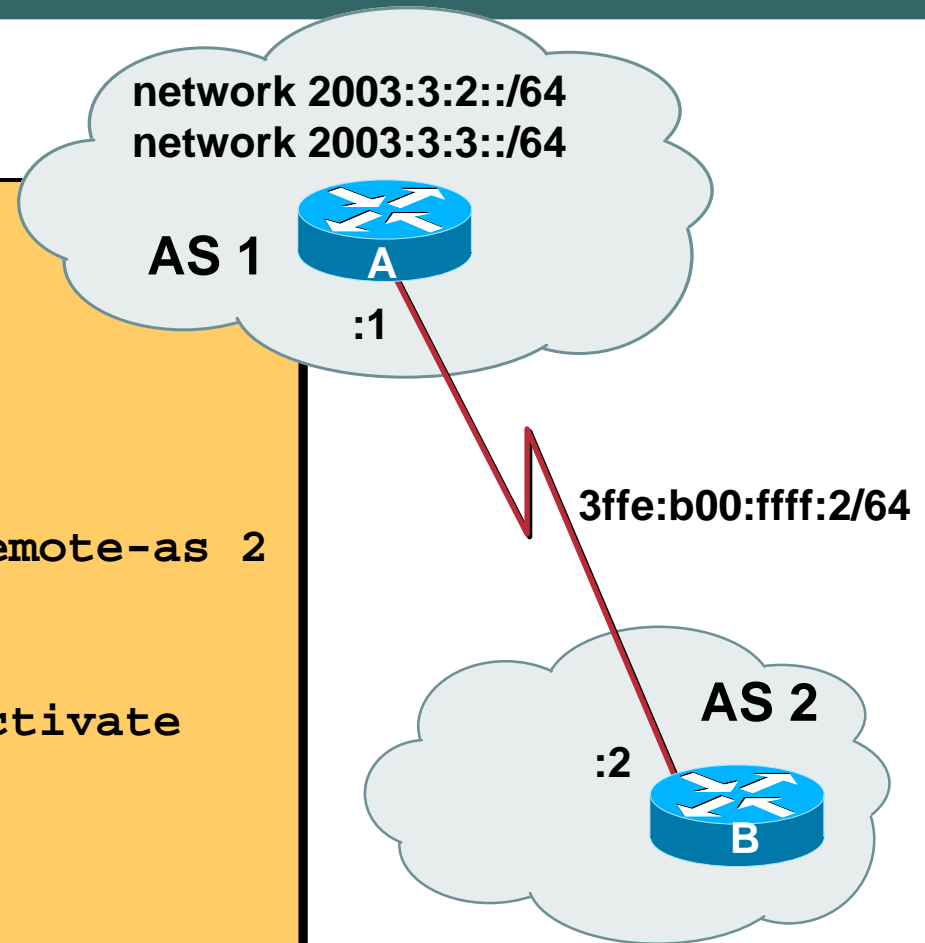 network 2003:3:2::/64
network 2003:3:3::/64
AS 1
A
:1
3ffe:b00:ffff:2/64
emote-as 2
ctivate
AS 2
:2
B